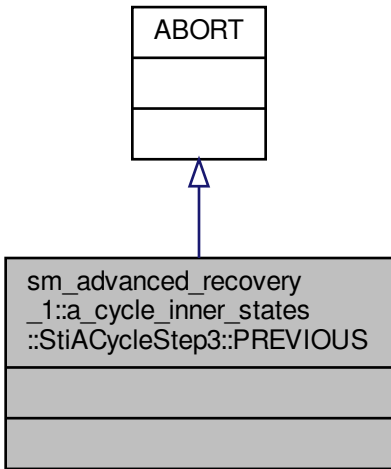 ABORT
sm_advanced_recovery
_1::a_cycle_inner_states
::StiACycleStep3::PREVIOUS